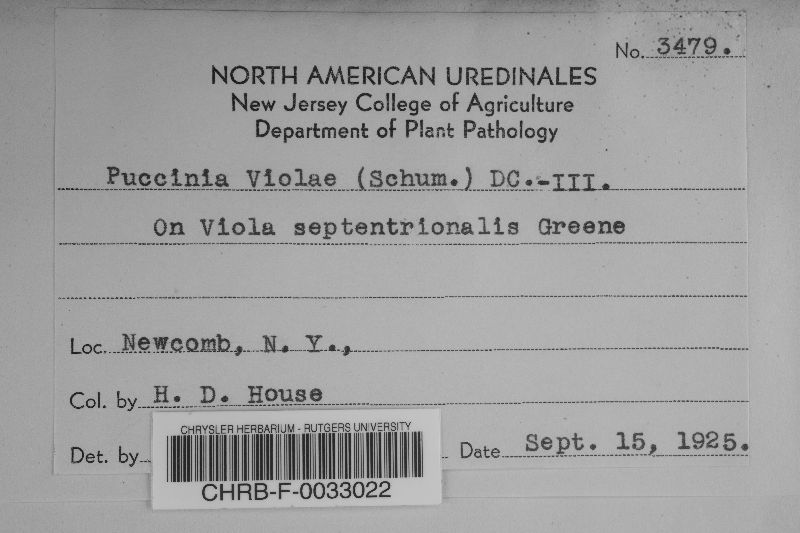 No. 3479.
NORTH AMERICAN UREDINALES
New Jersey College of Agriculture
Department of Plant Pathology
Puccinia Violae (Schum.) DC.-III.
On Viola septentrionalis Greene
Loc. Newcomb, N. Y.,
Col. by H. D. House
Det. by
Date Sept. 15, 1925.
CHRYSLER HERBARIUM - RUTGERS UNIVERSITY
CHRB-F-0033022